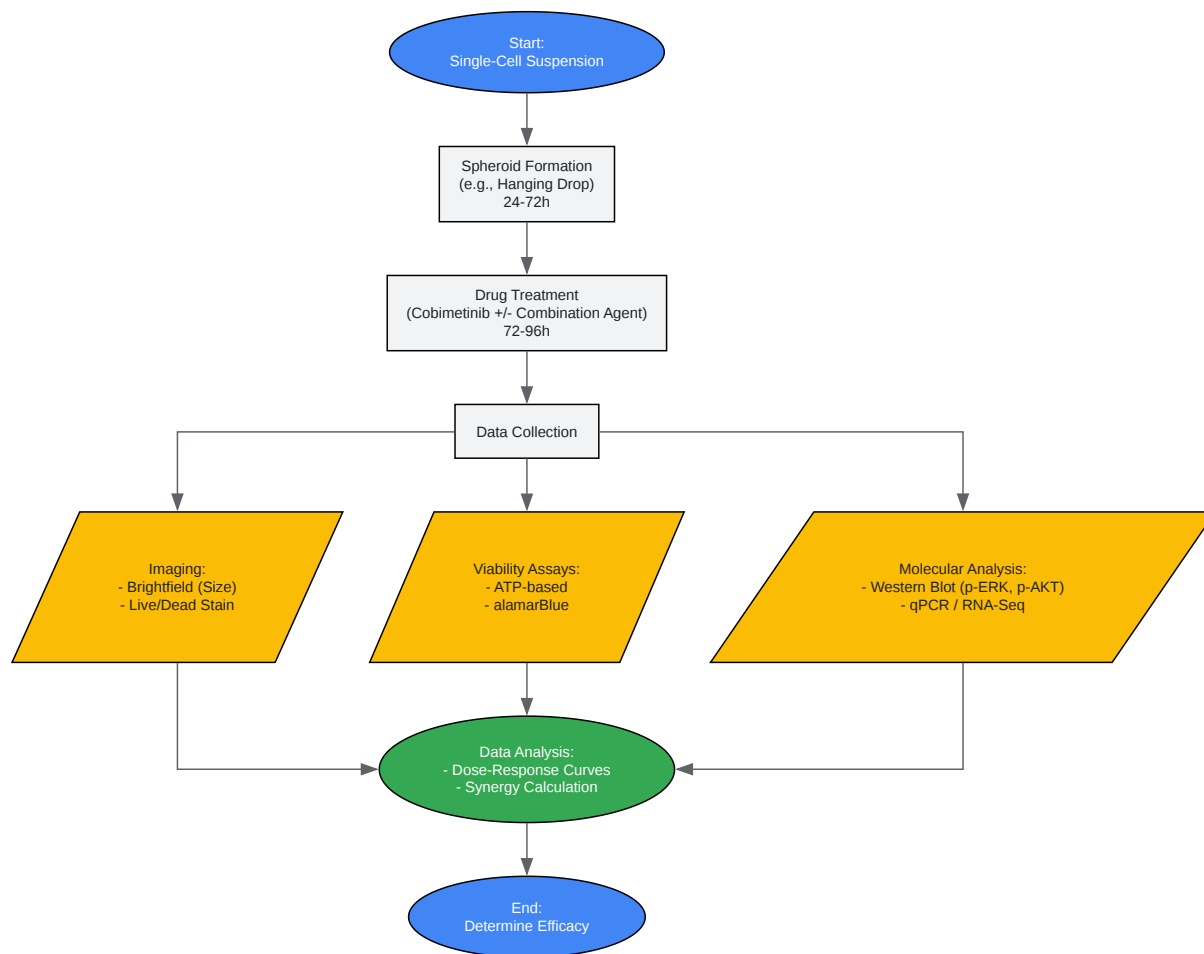 Start:
Single-Cell Suspension
Spheroid Formation
(e.g., Hanging Drop)
24-72h
Drug Treatment
(Cobimetinib +/- Combination Agent)
72-96h
Data Collection
Imaging:
- Brightfield (Size)
- Live/Dead Stain
Viability Assays:
- ATP-based
- alamarBlue
Molecular Analysis:
- Western Blot (p-ERK, p-AKT)
- qPCR / RNA-Seq
Data Analysis:
- Dose-Response Curves
- Synergy Calculation
End:
Determine Efficacy